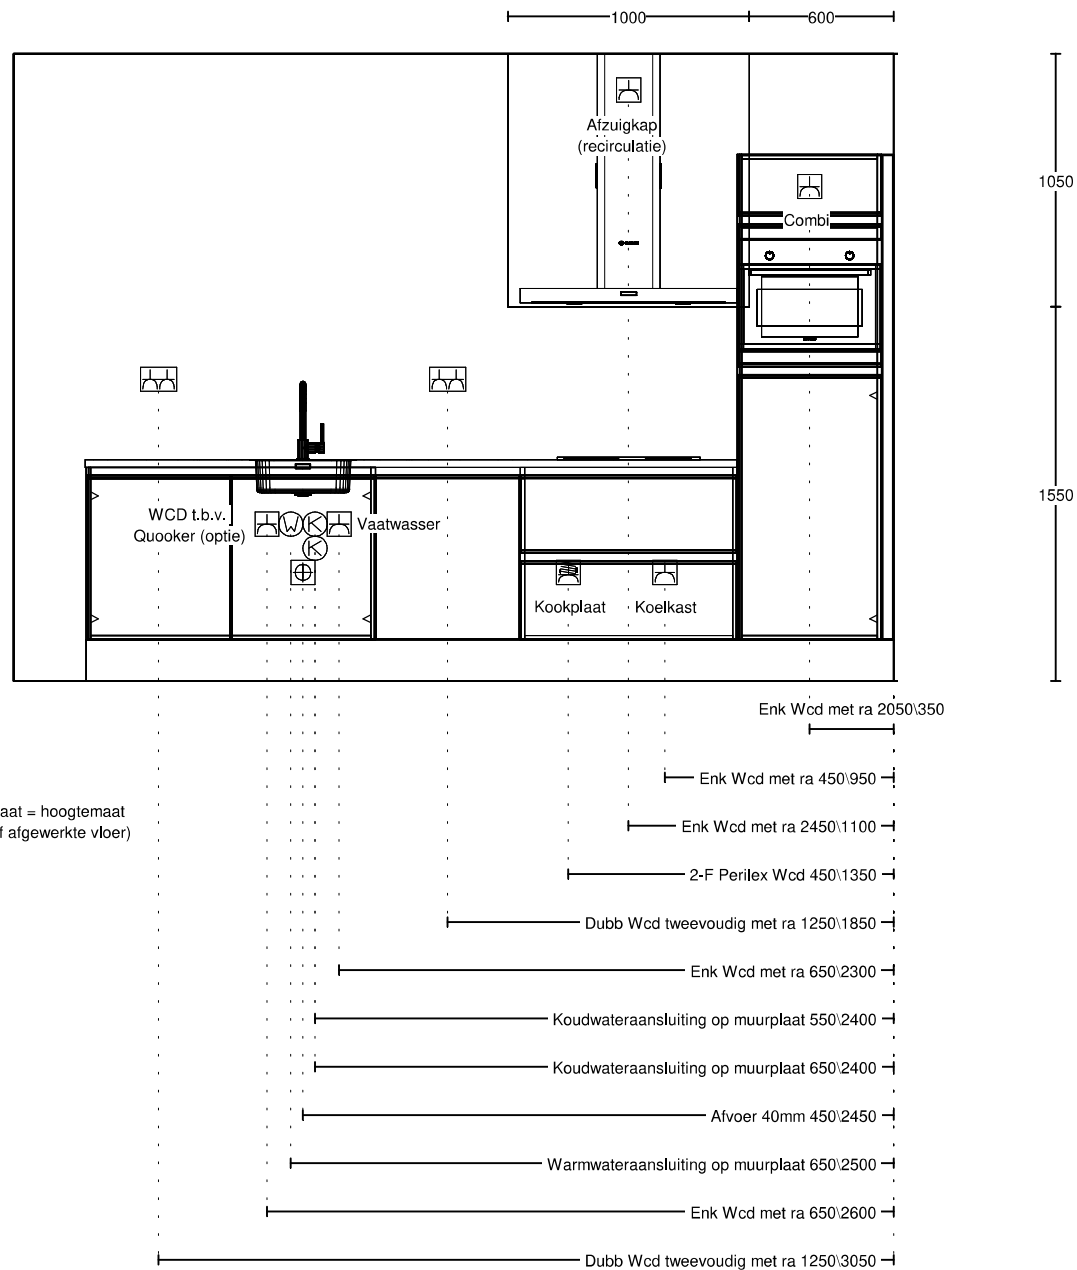 1000
600
Afzuigkap
(recirculatie)
1050
Combi
1550
WCD t.b.v.
Quooker (optie)
W
K
Vaatwasser
K
Kookplaat
Koelkast
Enk Wcd met ra 2050\350
Enk Wcd met ra 450\950
aat = hoogtemaat
f afgewerkte vloer)
Enk Wcd met ra 2450\1100
2-F Perilex Wcd 450\1350
Dubb Wcd tweevoudig met ra 1250\1850
Enk Wcd met ra 650\2300
Koudwateraansluiting op muurplaat 550\2400
Koudwateraansluiting op muurplaat 650\2400
Afvoer 40mm 450\2450
Warmwateraansluiting op muurplaat 650\2500
Enk Wcd met ra 650\2600
Dubb Wcd tweevoudig met ra 1250\3050